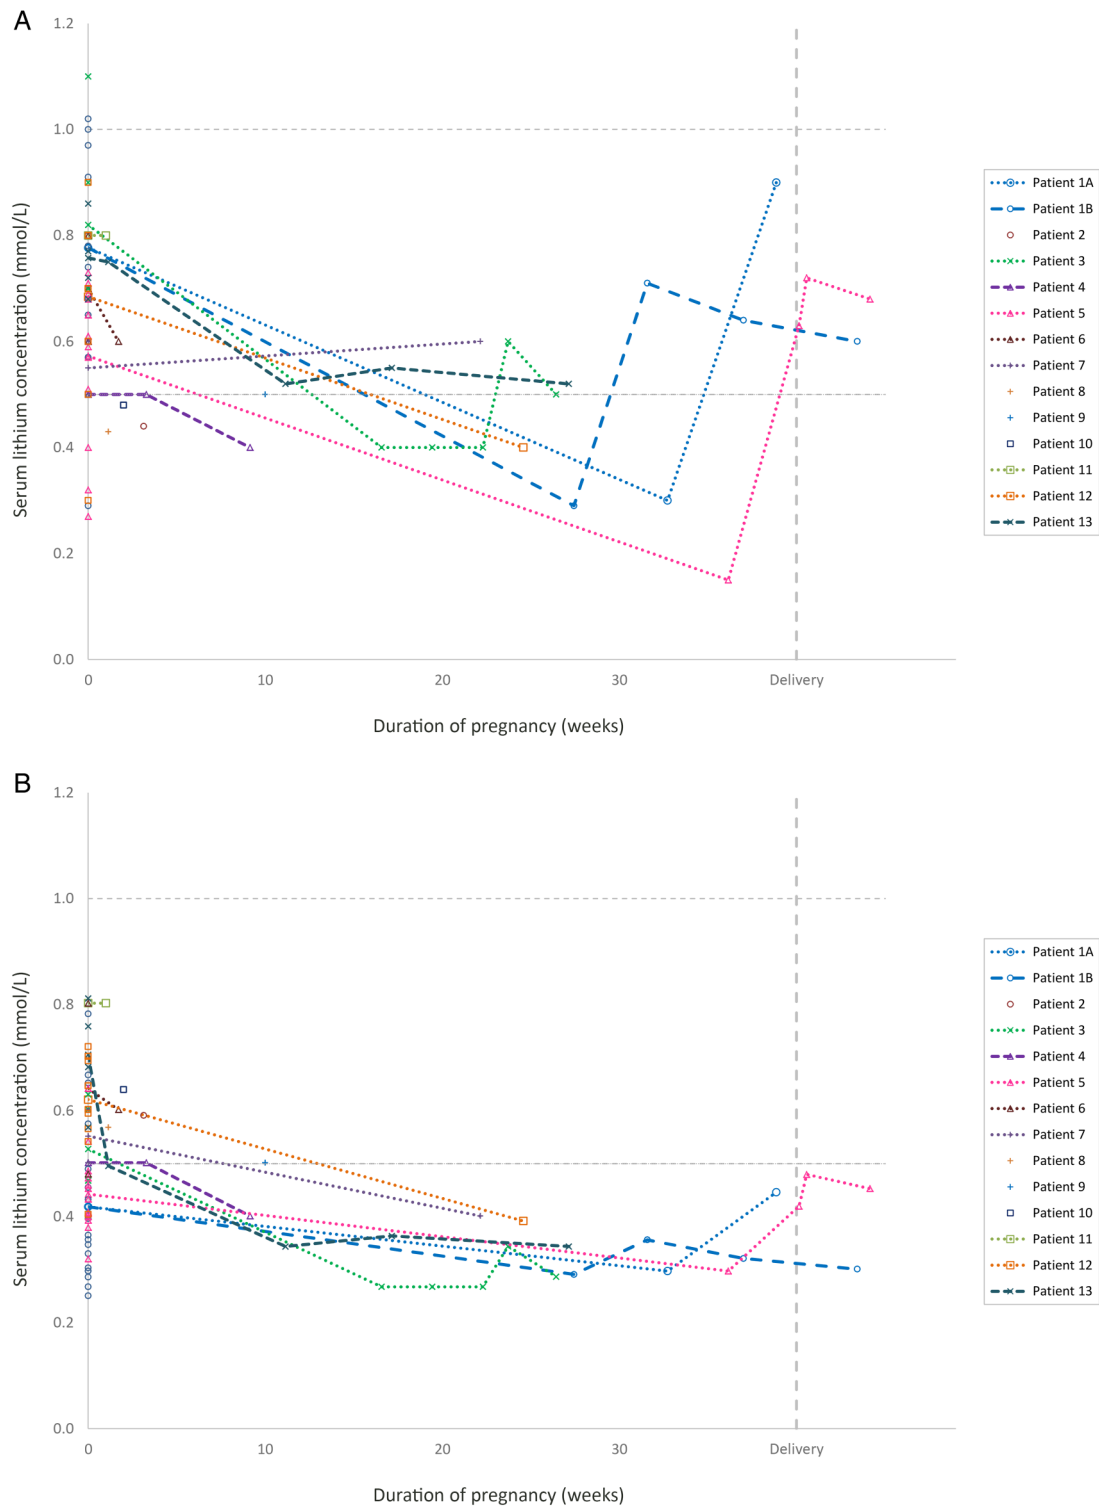 A
1.2
1.0
0.8
0.6
0.4
0.2
0.0
Serum lithium concentration (mmol/L)
0 10 20 30 Delivery
Duration of pregnancy (weeks)
Patient 1A
Patient 1B
Patient 2
Patient 3
Patient 4
Patient 5
Patient 6
Patient 7
Patient 8
Patient 9
Patient 10
Patient 11
Patient 12
Patient 13
B
1.2
1.0
0.8
0.6
0.4
0.2
0.0
Serum lithium concentration (mmol/L)
0 10 20 30 Delivery
Duration of pregnancy (weeks)
Patient 1A
Patient 1B
Patient 2
Patient 3
Patient 4
Patient 5
Patient 6
Patient 7
Patient 8
Patient 9
Patient 10
Patient 11
Patient 12
Patient 13